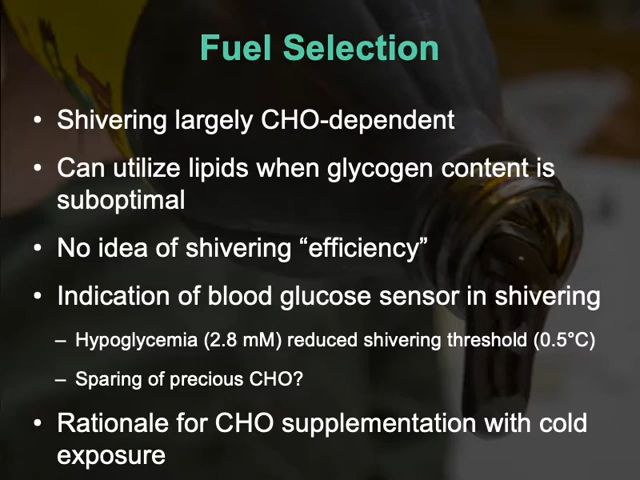 Fuel Selection
• Shivering largely CHO-dependent
• Can utilize lipids when glycogen content is
suboptimal
• No idea of shivering “efficiency”
• Indication of blood glucose sensor in shivering
– Hypoglycemia (2.8 mM) reduced shivering threshold (0.5°C)
– Sparing of precious CHO?
• Rationale for CHO supplementation with cold
exposure